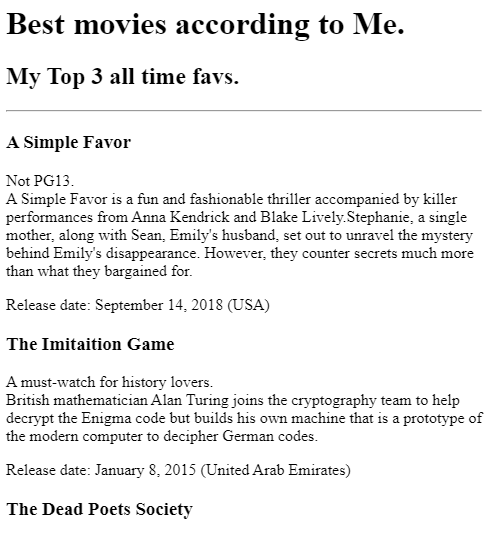 Best movies according to Me.
My Top 3 all time favs.
A Simple Favor
Not PG13.
A Simple Favor is a fun and fashionable thriller accompanied by killer
performances from Anna Kendrick and Blake Lively.Stephanie, a single
mother, along with Sean, Emily's husband, set out to unravel the mystery
behind Emily's disappearance. However, they counter secrets much more
than what they bargained for.
Release date: September 14, 2018 (USA)
The Imitaition Game
A must-watch for history lovers.
British mathematician Alan Turing joins the cryptography team to help
decrypt the Enigma code but builds his own machine that is a prototype of
the modern computer to decipher German codes.
Release date: January 8, 2015 (United Arab Emirates)
The Dead Poets Society